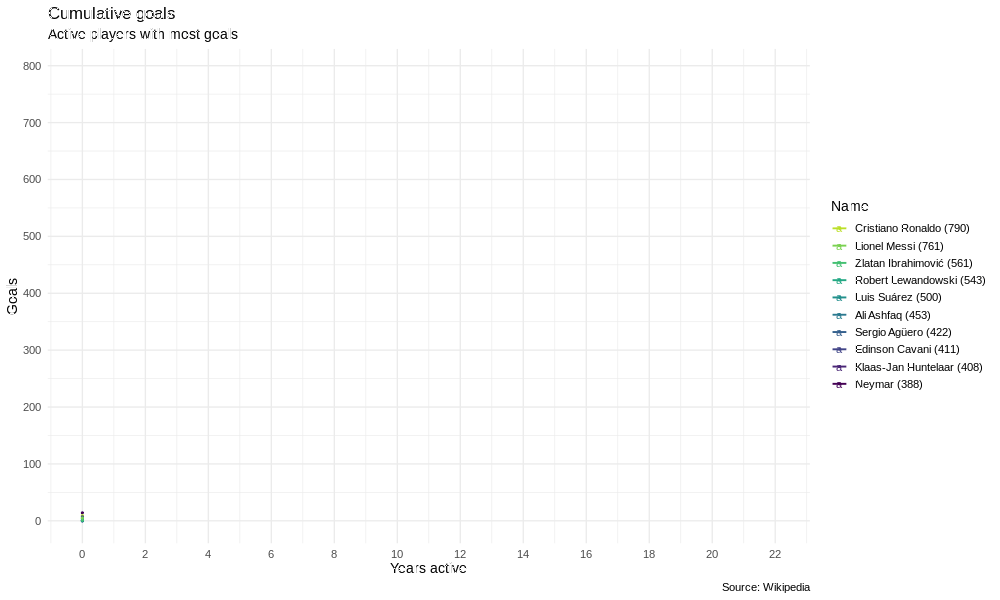 Cumulative goals
Active players with most goals
800
700
600
500
400
300
200
100
0
Goals
0 2 4 6 8 10 12 14 16 18 20 22
Years active
Source: Wikipedia
Name
a Cristiano Ronaldo (790)
a Lionel Messi (761)
a Zlatan Ibrahimović (561)
a Robert Lewandowski (543)
a Luis Suárez (500)
a Ali Ashfaq (453)
a Sergio Agüero (422)
a Edinson Cavani (411)
a Klaas-Jan Huntelaar (408)
a Neymar (388)